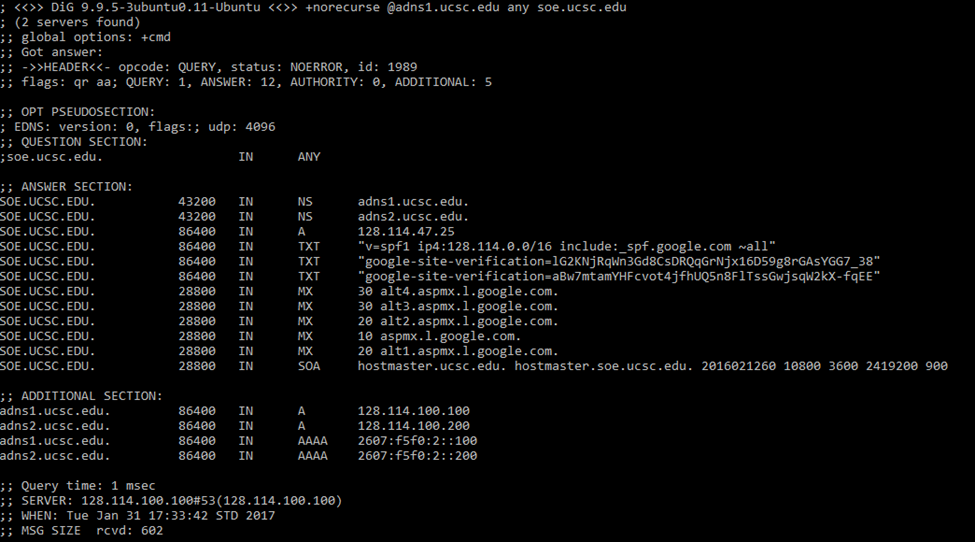 ; <<>> DiG 9.9.5-3ubuntu0.11-Ubuntu <<>> +norecurse @adns1.ucsc.edu any soe.ucsc.edu
; (2 servers found)
;; global options: +cmd
;; Got answer:
;; ->>HEADER<<- opcode: QUERY, status: NOERROR, id: 1989
;; flags: qr aa; QUERY: 1, ANSWER: 12, AUTHORITY: 0, ADDITIONAL: 5
;; OPT PSEUDOSECTION:
; EDNS: version: 0, flags:; udp: 4096
;; QUESTION SECTION:
;soe.ucsc.edu. IN ANY
;; ANSWER SECTION:
SOE.UCSC.EDU. 43200 IN NS adns1.ucsc.edu.
SOE.UCSC.EDU. 43200 IN NS adns2.ucsc.edu.
SOE.UCSC.EDU. 86400 IN A 128.114.47.25
SOE.UCSC.EDU. 86400 IN TXT "v=spf1 ip4:128.114.0.0/16 include:_spf.google.com ~all"
SOE.UCSC.EDU. 86400 IN TXT "google-site-verification=lG2KNjRqWn3Gd8CsDRQqGrNjx16D59g8rGAsYGG7_38"
SOE.UCSC.EDU. 86400 IN TXT "google-site-verification=aBw7mtamYHFcvot4jfhUQ5n8FlTssGwjsqW2kX-fqEE"
SOE.UCSC.EDU. 28800 IN MX 30 alt4.aspmx.l.google.com.
SOE.UCSC.EDU. 28800 IN MX 30 alt3.aspmx.l.google.com.
SOE.UCSC.EDU. 28800 IN MX 20 alt2.aspmx.l.google.com.
SOE.UCSC.EDU. 28800 IN MX 10 aspmx.l.google.com.
SOE.UCSC.EDU. 28800 IN MX 20 alt1.aspmx.l.google.com.
SOE.UCSC.EDU. 28800 IN SOA hostmaster.ucsc.edu. hostmaster.soe.ucsc.edu. 2016021260 10800 3600 2419200 900
;; ADDITIONAL SECTION:
adns1.ucsc.edu. 86400 IN A 128.114.100.100
adns2.ucsc.edu. 86400 IN A 128.114.100.200
adns1.ucsc.edu. 86400 IN AAAA 2607:f5f0:2::100
adns2.ucsc.edu. 86400 IN AAAA 2607:f5f0:2::200
;; Query time: 1 msec
;; SERVER: 128.114.100.100#53(128.114.100.100)
;; WHEN: Tue Jan 31 17:33:42 STD 2017
;; MSG SIZE rcvd: 602